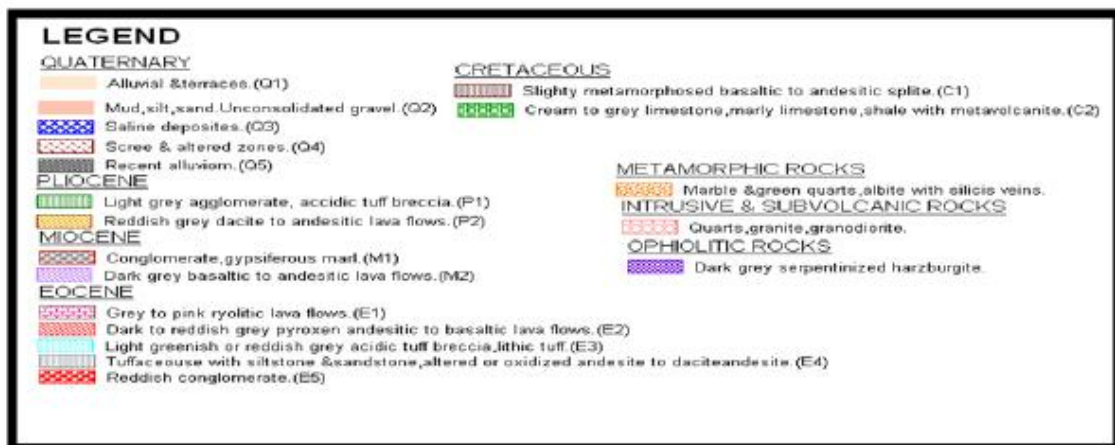 LEGEND
QUATERNARY
Alluvial &terraces.(Q1)
Mud,silt,sand.Unconsolidated gravel.(Q2)
Saline deposites.(Q3)
Scree & altered zones.(Q4)
Recent alluviom.(Q5)
PLIOCENE
Light grey agglomerate, accidic tuff breccia.(P1)
Reddish grey dacite to andesitic lava flows.(P2)
MIOCENE
Conglomerate,gypsiferous marl.(M1)
Dark grey basaltic to andesitic lava flows.(M2)
EOCENE
Grey to pink ryolitic lava flows.(E1)
Dark to reddish grey pyroxen andesitic to basaltic lava flows.(E2)
Light greenish or reddish grey acidic tuff breccia,lithic tuff.(E3)
Tuffaceouse with siltstone &sandstone,altered or oxidized andesite to daciteandesite.(E4)
Reddish conglomerate.(E5)
CRETACEOUS
Slighty metamorphosed basaltic to andesitic splite.(C1)
Cream to grey limestone,marly limestone,shale with metavolcanite.(C2)
METAMORPHIC ROCKS
Marble &green quarts,albite with silicis veins.
INTRUSIVE & SUBVOLCANIC ROCKS
Quarts,granite,granodiorite.
OPHIOLITIC ROCKS
Dark grey serpentinized harzburgite.